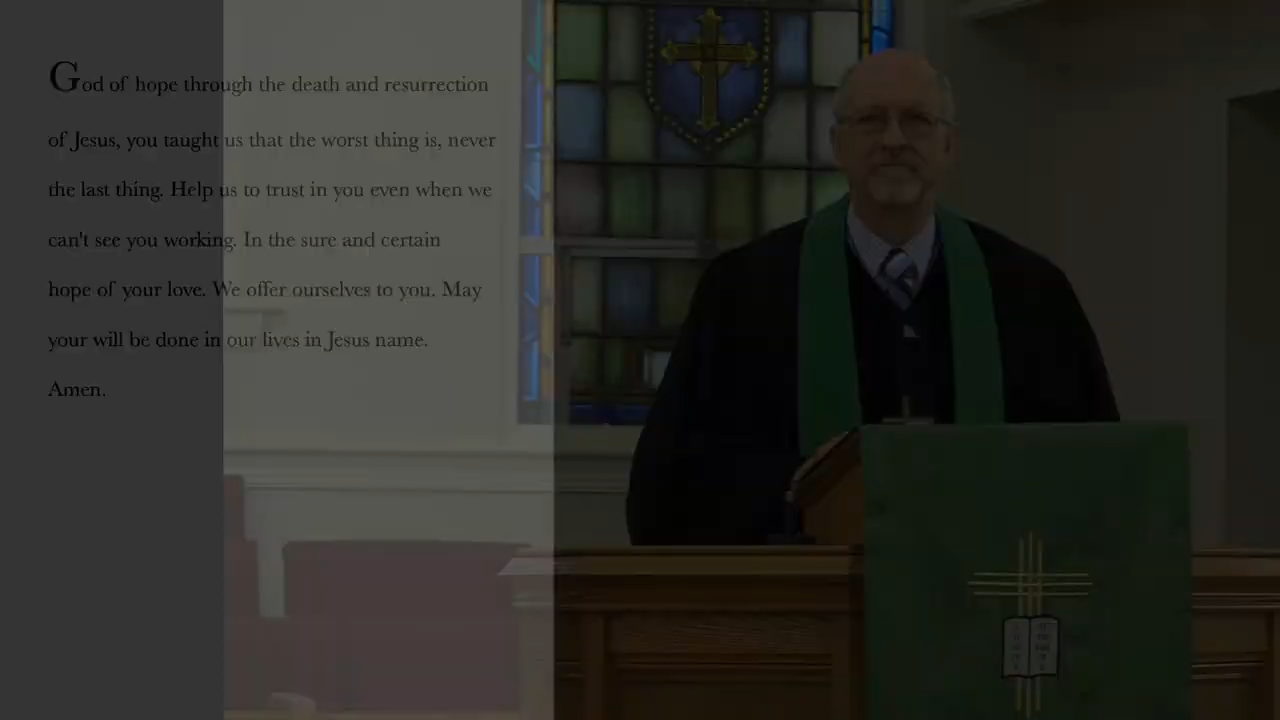 God of hope through the death and resurrection
of Jesus, you taught us that the worst thing is, never
the last thing. Help us to trust in you even when we
can't see you working. In the sure and certain
hope of your love. We offer ourselves to you. May
your will be done in our lives in Jesus name.
Amen.